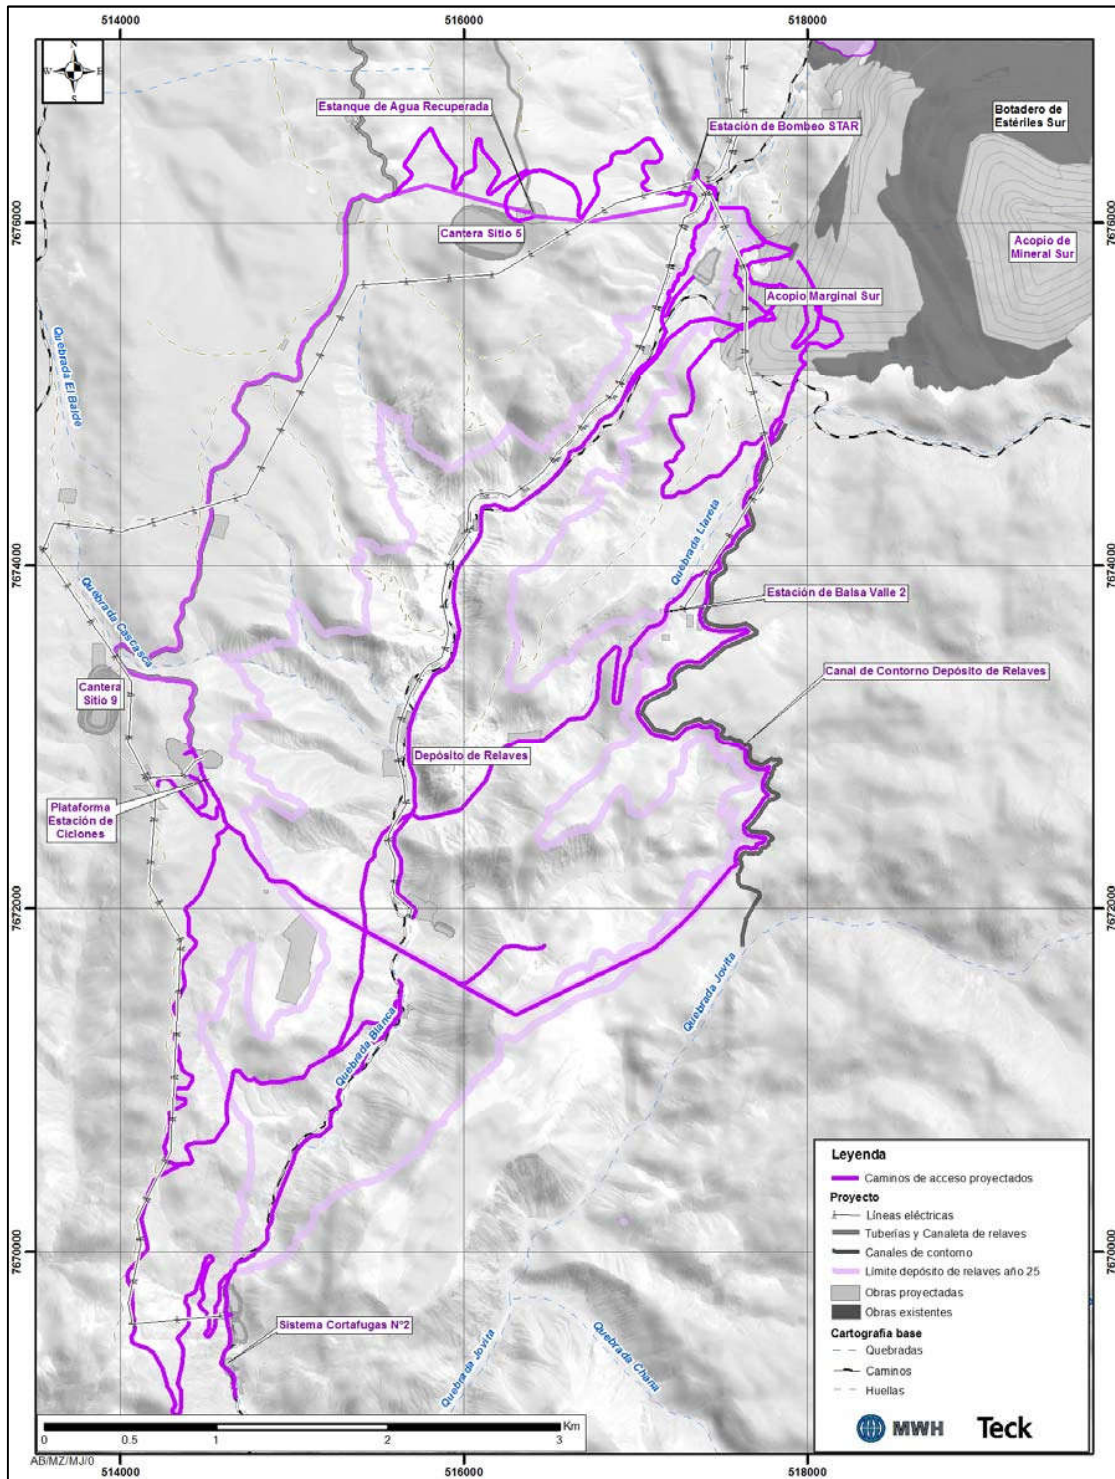 514000
516000
518000
N
W
E
S
Estanque de Agua Recuperada
Estación de Bombeo STAR
Botadero de
Estériles Sur
7676000
7676000
Cantera Sitio 5
Acopio de
Mineral Sur
Acopio Marginal Sur
Quebrada El Balde
Quebrada Llareta
7674000
7674000
Quebrada Cascasca
Estación de Balsa Valle 2
Canal de Contorno Depósito de Relaves
Cantera
Sitio 9
Depósito de Relaves
Plataforma
Estación de
Ciclones
7672000
7672000
Quebrada Jovita
Quebrada Blanca
Leyenda
Caminos de acceso proyectados
Proyecto
Líneas eléctricas
Tuberías y Canaleta de relaves
Canales de contorno
Límite depósito de relaves año 25
Obras proyectadas
Obras existentes
Cartografía base
Quebradas
Caminos
Huellas
MWH
Teck
7670000
7670000
Sistema Cortafugas N°2
Quebrada Jovita
Quebrada Chana
Km
0
0.5
1
2
3
AB/MZ/MJ/0
514000
516000
518000